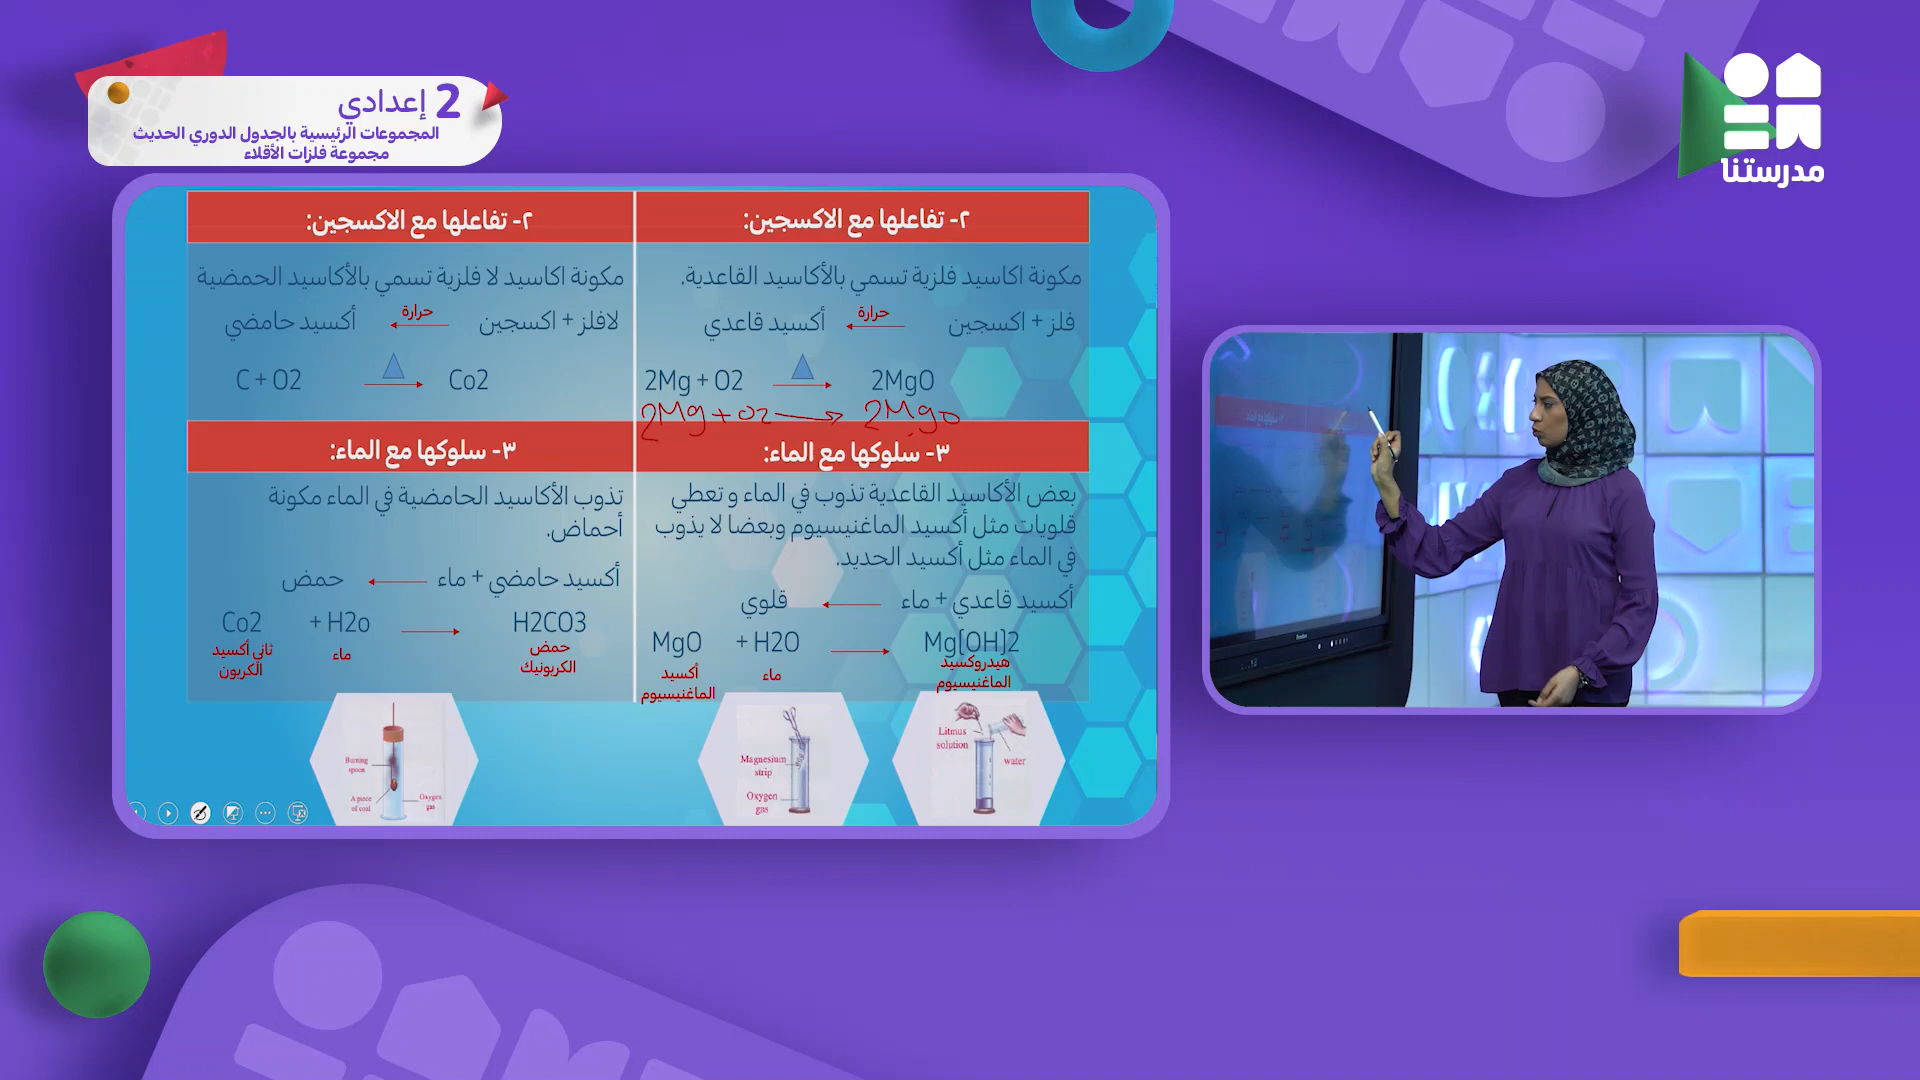 2 إعدادي
المجموعات الرئيسية بالجدول الدوري الحديث
مجموعة فلزات الأقلاء
مدرستنا
٢- تفاعلها مع الاكسجين:
مكونة اكاسيد فلزية تسمي بالأكاسيد القاعدية.
فلز + اكسجين حرارة أكسيد قاعدي
2Mg + O2 2MgO
2Mg + O2 → 2MgO
٣- سلوكها مع الماء:
بعض الأكاسيد القاعدية تذوب في الماء و تعطي
قلويات مثل أكسيد الماغنيسيوم وبعضا لا يذوب
في الماء مثل أكسيد الحديد.
أكسيد قاعدي + ماء قلوي
MgO + H2O Mg(OH)2
أكسيد الماغنيسيوم
ماء
هيدروكسيد الماغنيسيوم
٢- تفاعلها مع الاكسجين:
مكونة اكاسيد لا فلزية تسمي بالأكاسيد الحمضية
لافلز + اكسجين حرارة أكسيد حامضي
C + O2 Co2
٣- سلوكها مع الماء:
تذوب الأكاسيد الحامضية في الماء مكونة
أحماض.
أكسيد حامضي + ماء حمض
Co2 + H2o H2CO3
ثاني أكسيد الكربون
ماء
حمض الكربونيك
Burning spoon
A piece of coal
Oxygen gas
Magnesium strip
Oxygen gas
Litmus solution
water